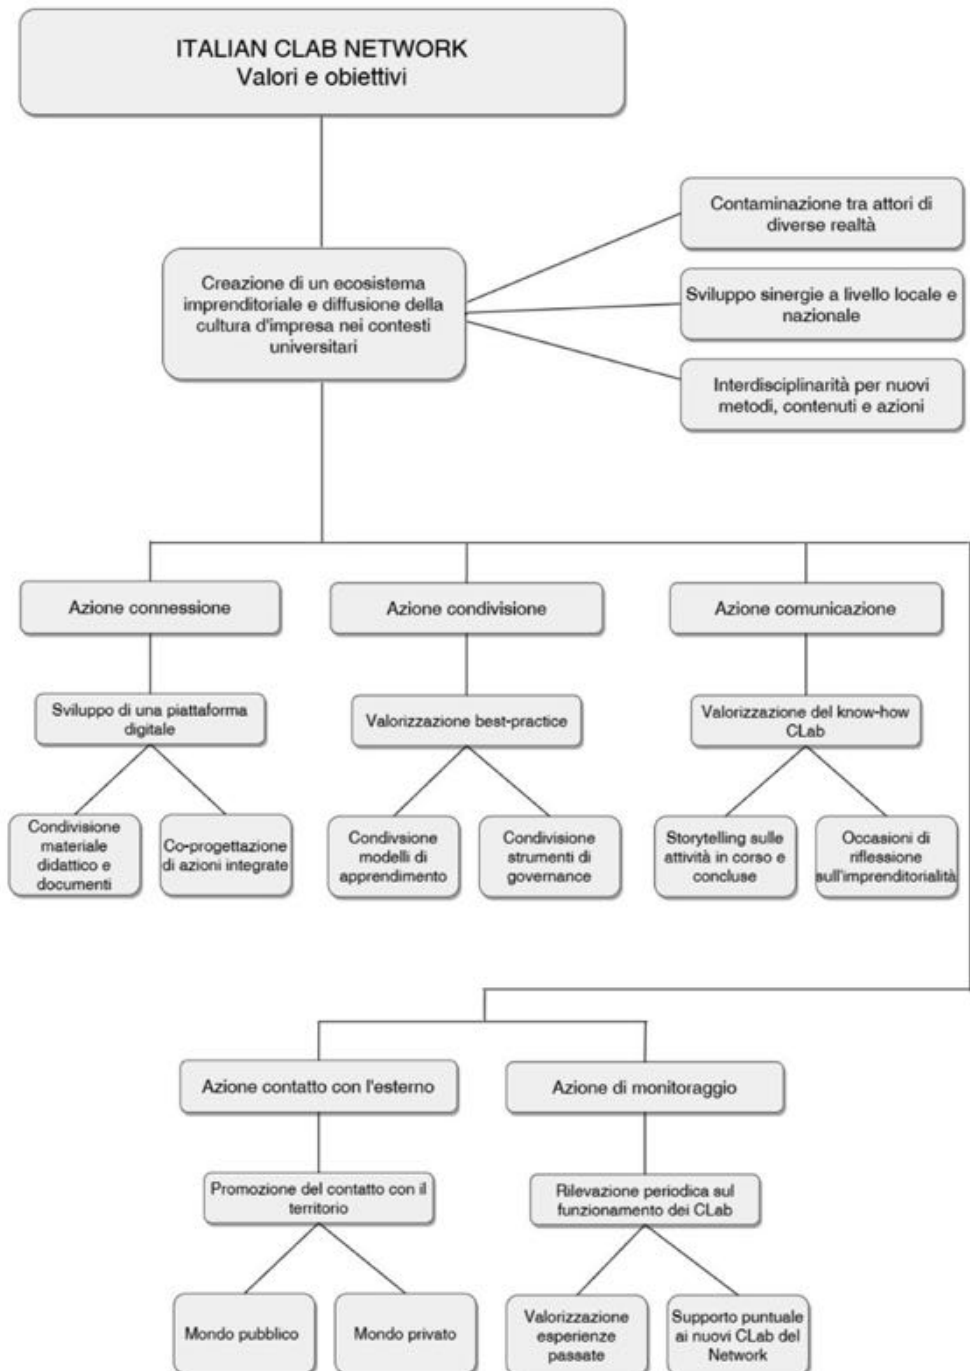 ITALIAN CLAB NETWORK
Valori e obiettivi
Contaminazione tra attori di
diverse realtà
Creazione di un ecosistema
imprenditoriale e diffusione della
cultura d'impresa nei contesti
universitari
Sviluppo sinergie a livello locale e
nazionale
Interdisciplinarità per nuovi
metodi, contenuti e azioni
Azione connessione
Azione condivisione
Azione comunicazione
Sviluppo di una piattaforma
digitale
Valorizzazione best-practice
Valorizzazione del know-how
CLab
Condivisione
materiale
didattico e
documenti
Co-progettazione
di azioni integrate
Condivsione
modelli di
apprendimento
Condivisione
strumenti di
governance
Storytelling sulle
attività in corso e
concluse
Occasioni di
riflessione
sull'imprenditorialità
Azione contatto con l'esterno
Azione di monitoraggio
Promozione del contatto con il
territorio
Rilevazione periodica sul
funzionamento dei CLab
Mondo pubblico
Mondo privato
Valorizzazione
esperienze
passate
Supporto puntuale
ai nuovi CLab del
Network